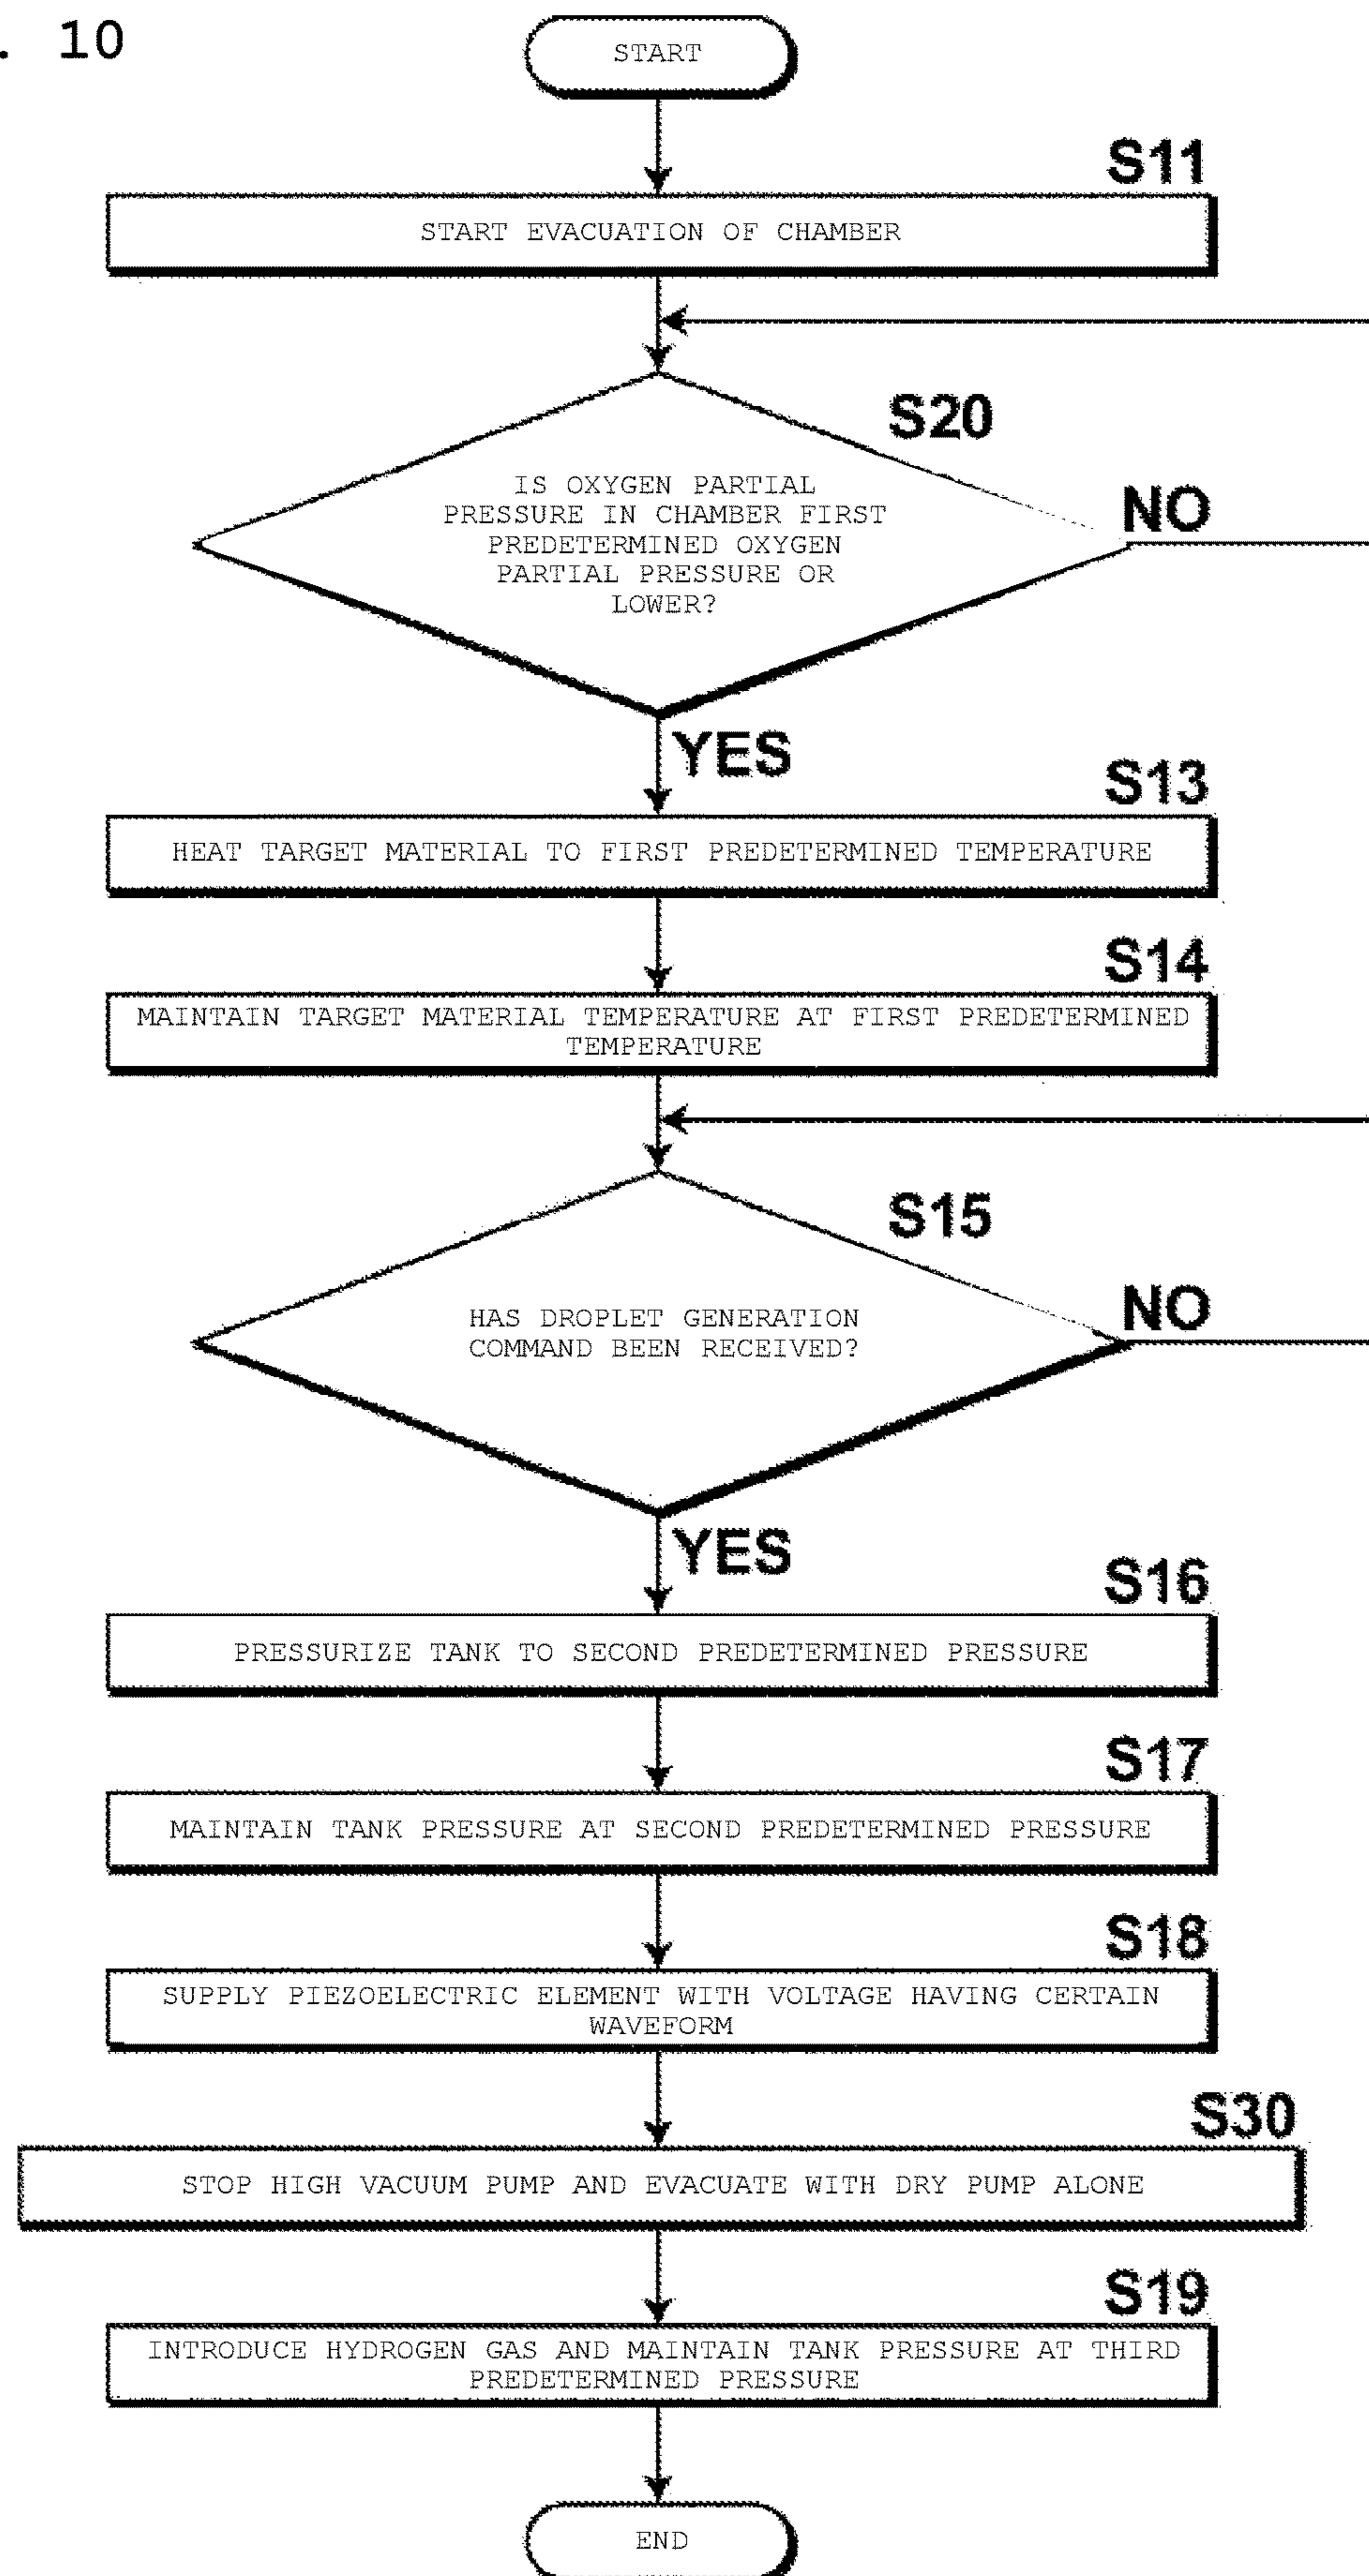 . 10
START
S11
START EVACUATION OF CHAMBER
S20
IS OXYGEN PARTIAL
PRESSURE IN CHAMBER FIRST
PREDETERMINED OXYGEN
PARTIAL PRESSURE OR
LOWER?
NO
YES
S13
HEAT TARGET MATERIAL TO FIRST PREDETERMINED TEMPERATURE
S14
MAINTAIN TARGET MATERIAL TEMPERATURE AT FIRST PREDETERMINED
TEMPERATURE
S15
HAS DROPLET GENERATION
COMMAND BEEN RECEIVED?
NO
YES
S16
PRESSURIZE TANK TO SECOND PREDETERMINED PRESSURE
S17
MAINTAIN TANK PRESSURE AT SECOND PREDETERMINED PRESSURE
S18
SUPPLY PIEZOELECTRIC ELEMENT WITH VOLTAGE HAVING CERTAIN
WAVEFORM
S30
STOP HIGH VACUUM PUMP AND EVACUATE WITH DRY PUMP ALONE
S19
INTRODUCE HYDROGEN GAS AND MAINTAIN TANK PRESSURE AT THIRD
PREDETERMINED PRESSURE
END